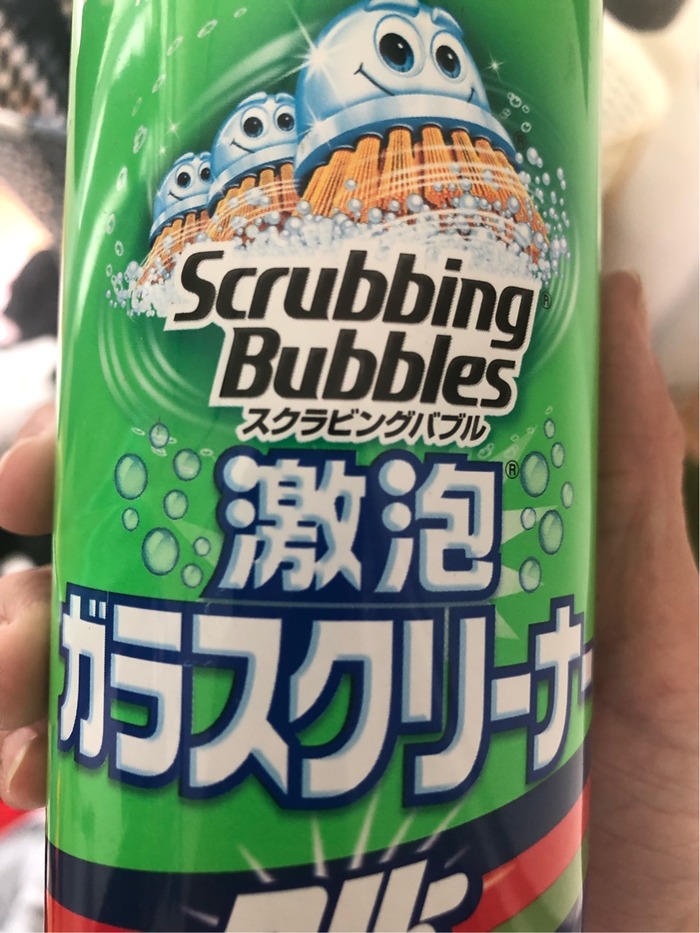 Scrubbing
Bubbles
スクラビングバブル
激泡
ガラスクリーナー